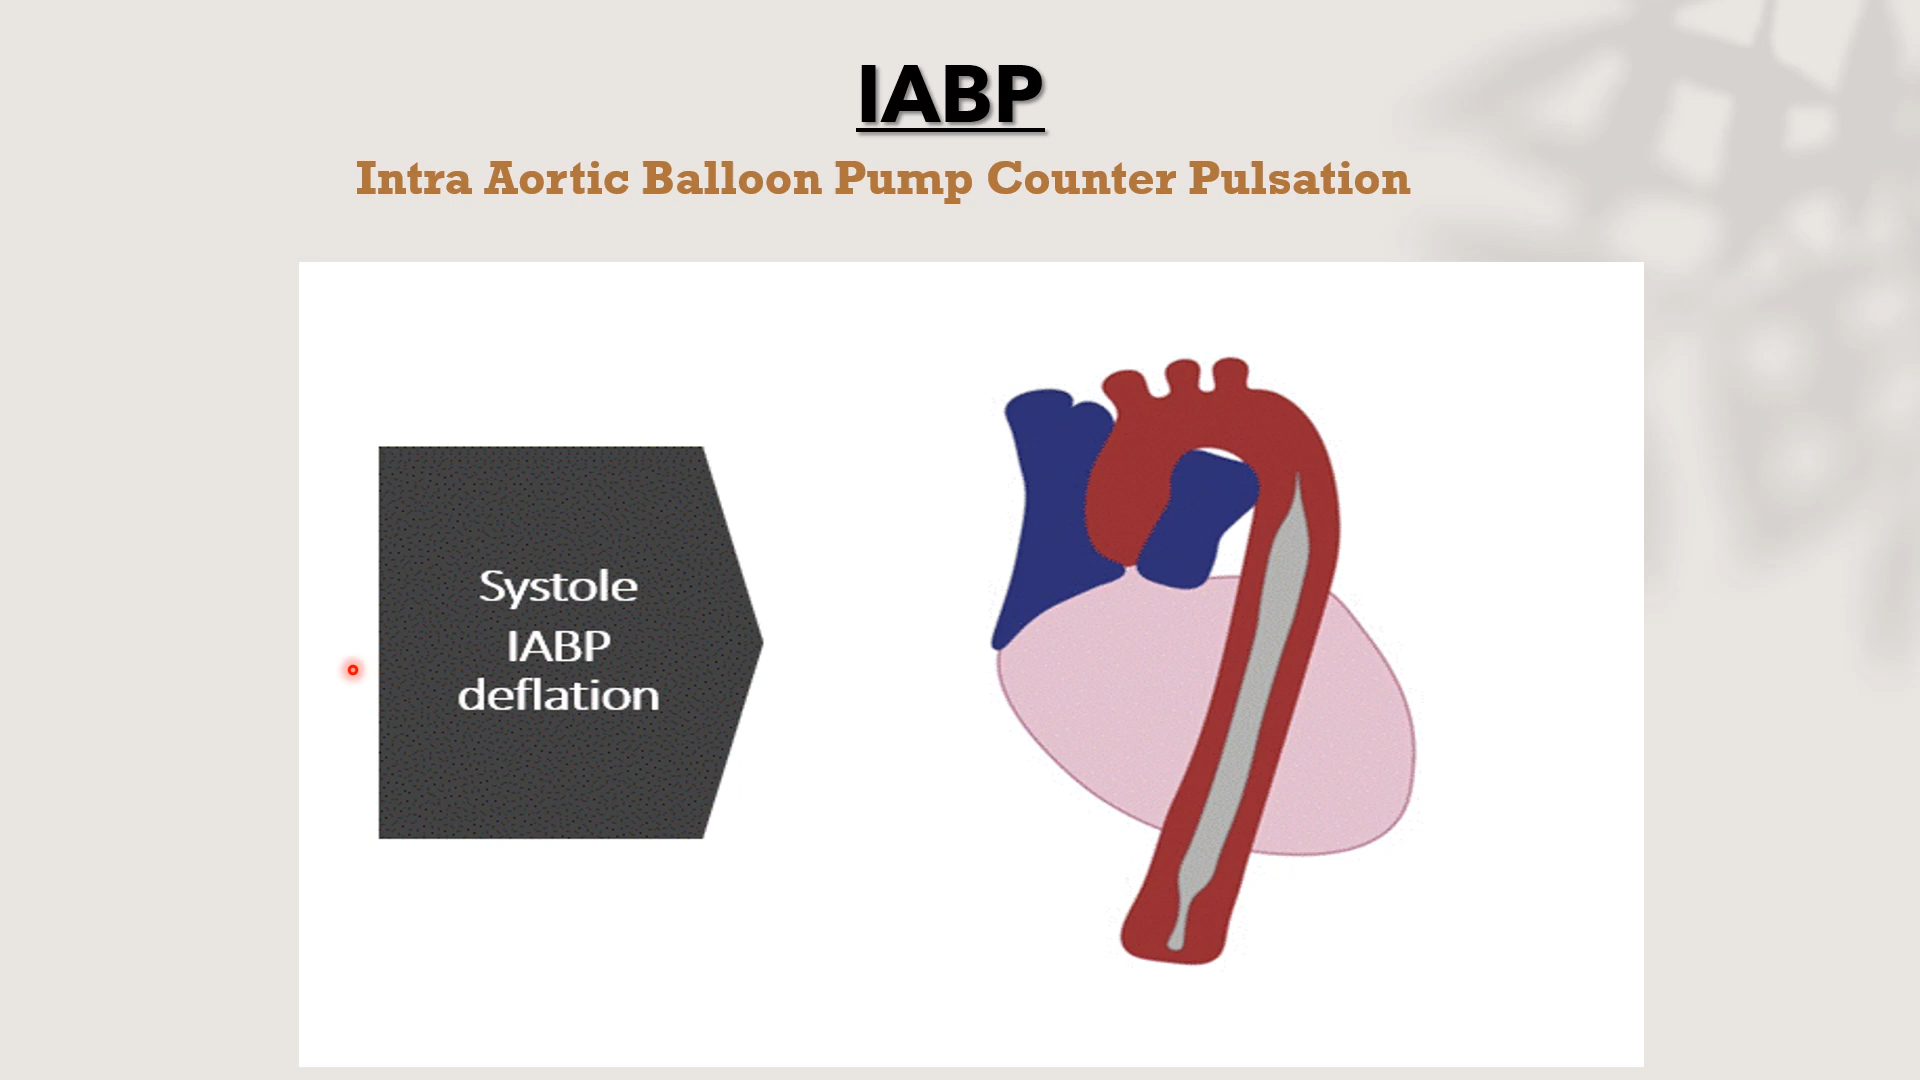 IABP
Intra Aortic Balloon Pump Counter Pulsation
Systole
IABP
deflation